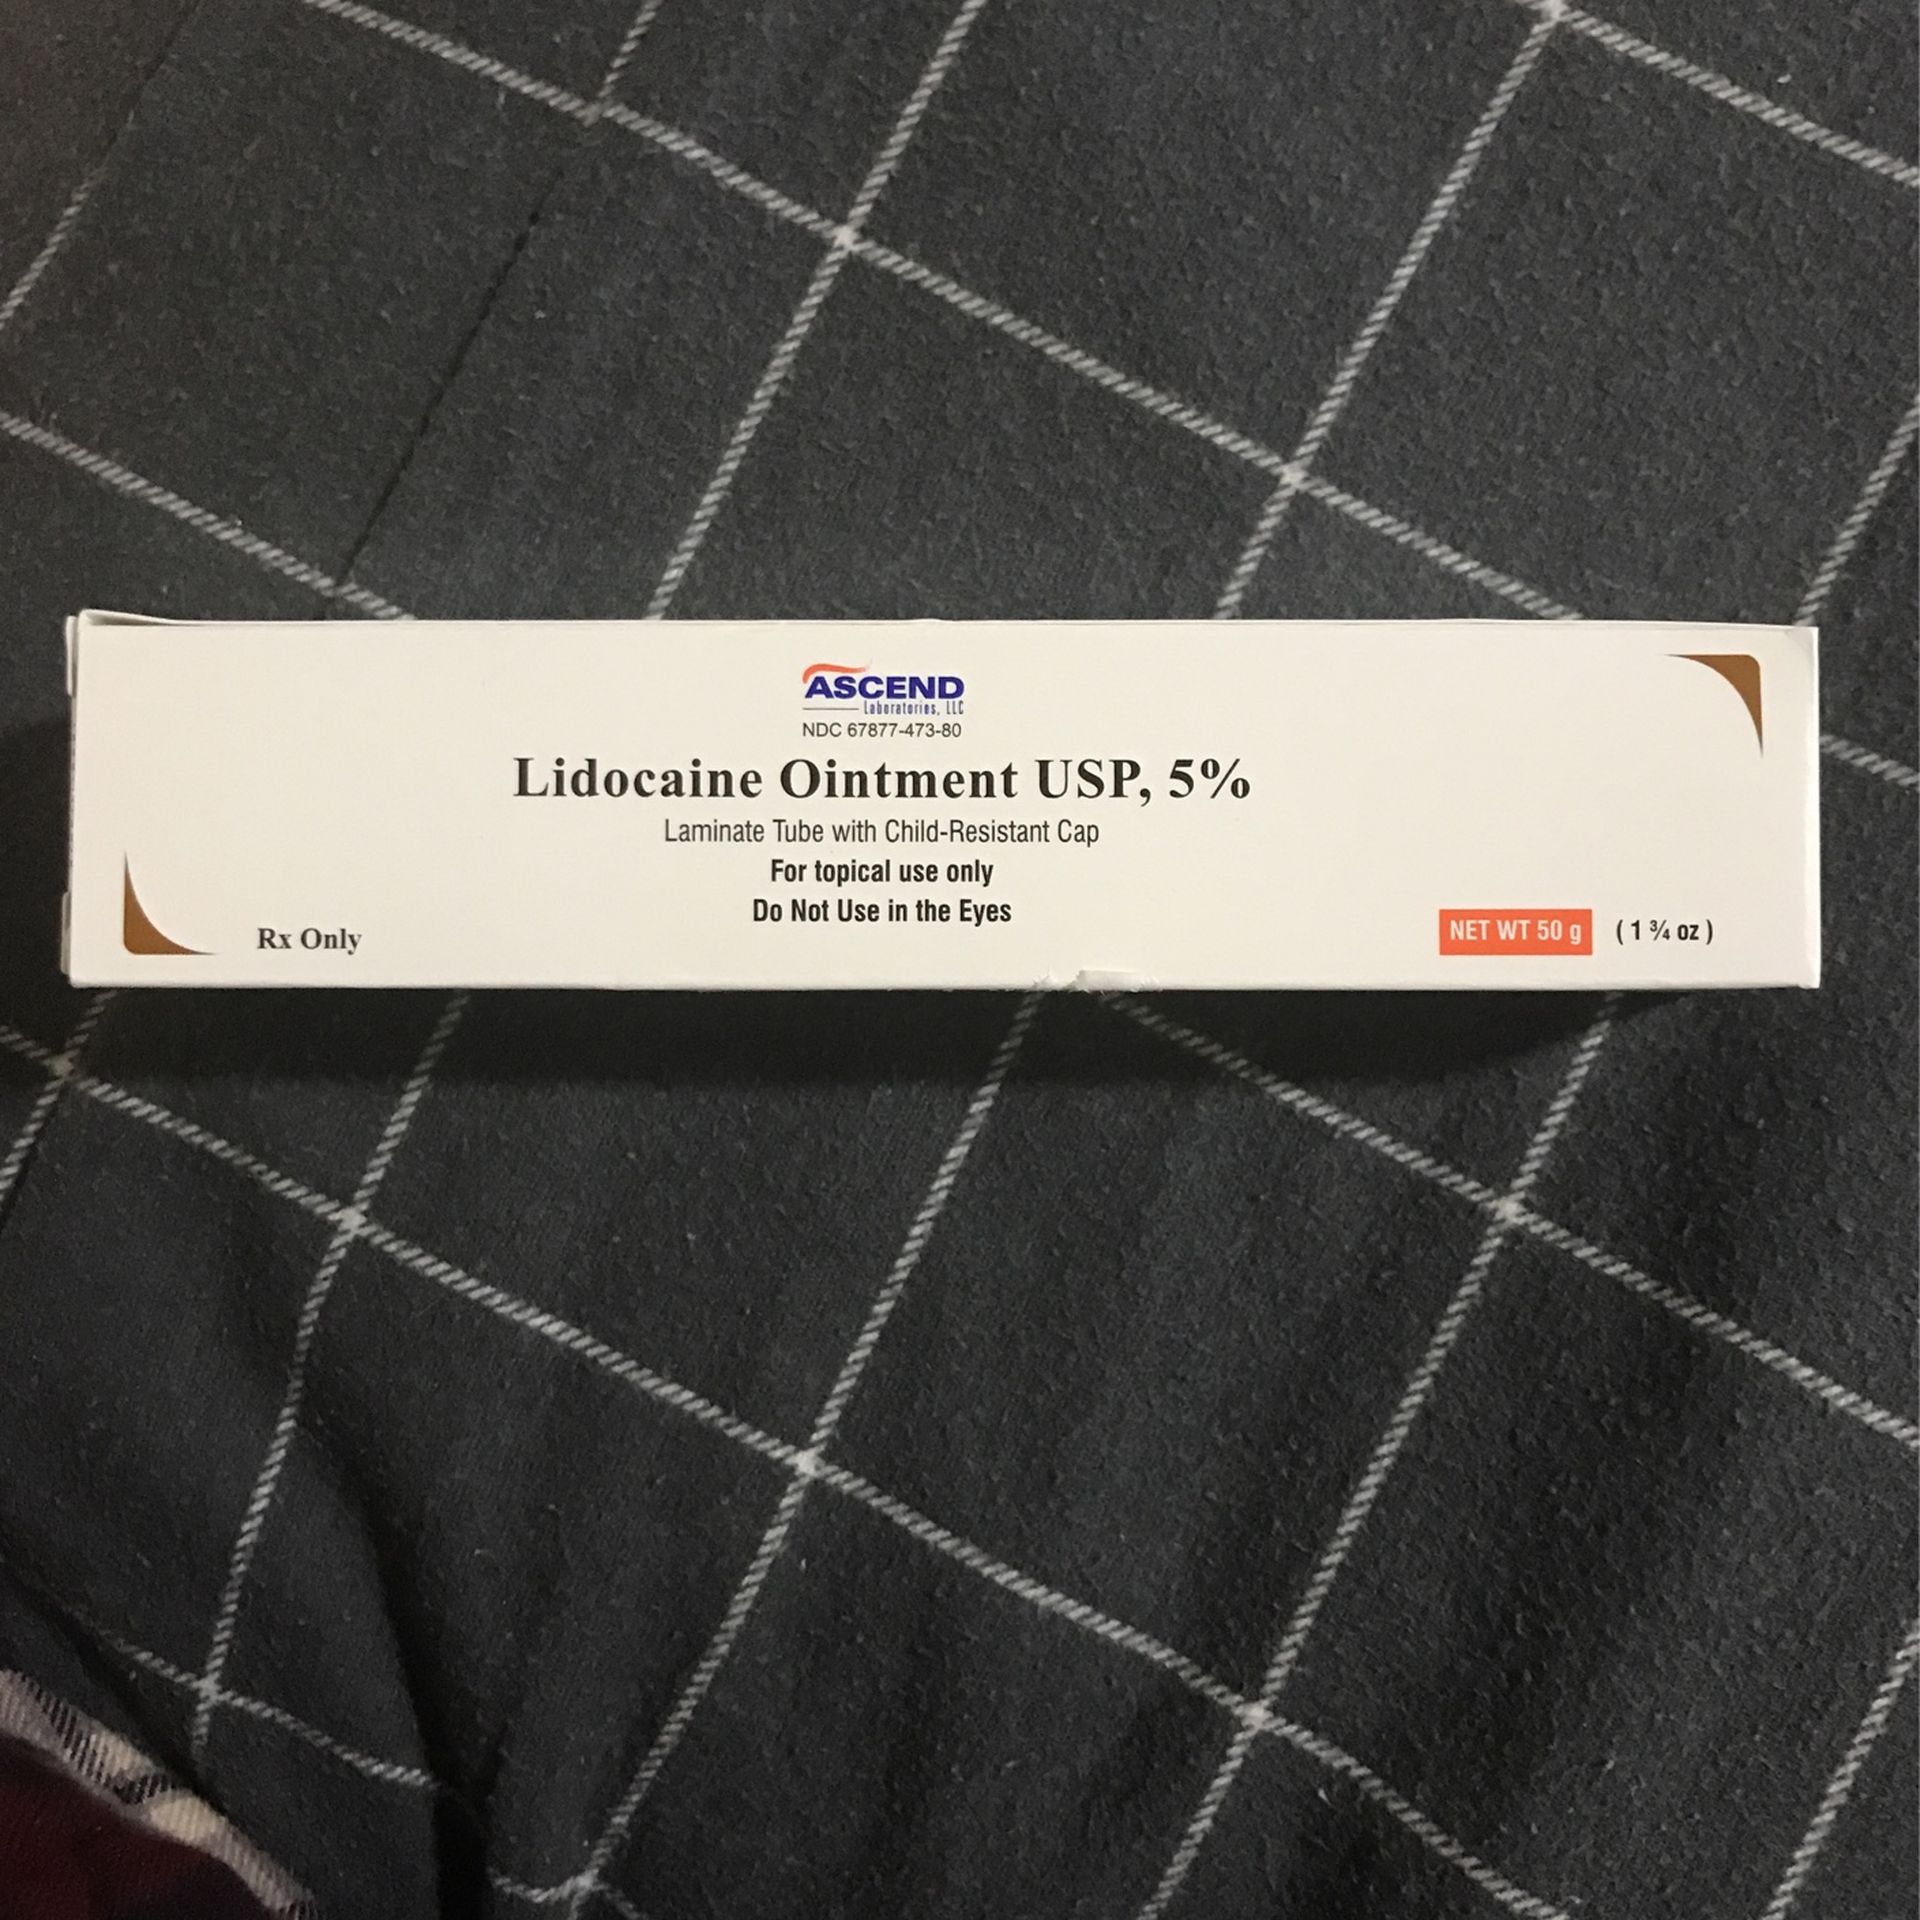 ASCEND
Laboratories, LLC
NDC 67877-473-80
Lidocaine Ointment USP, 5%
Laminate Tube with Child-Resistant Cap
For topical use only
Do Not Use in the Eyes
Rx Only
NET WT 50 g (1 ¾ oz)